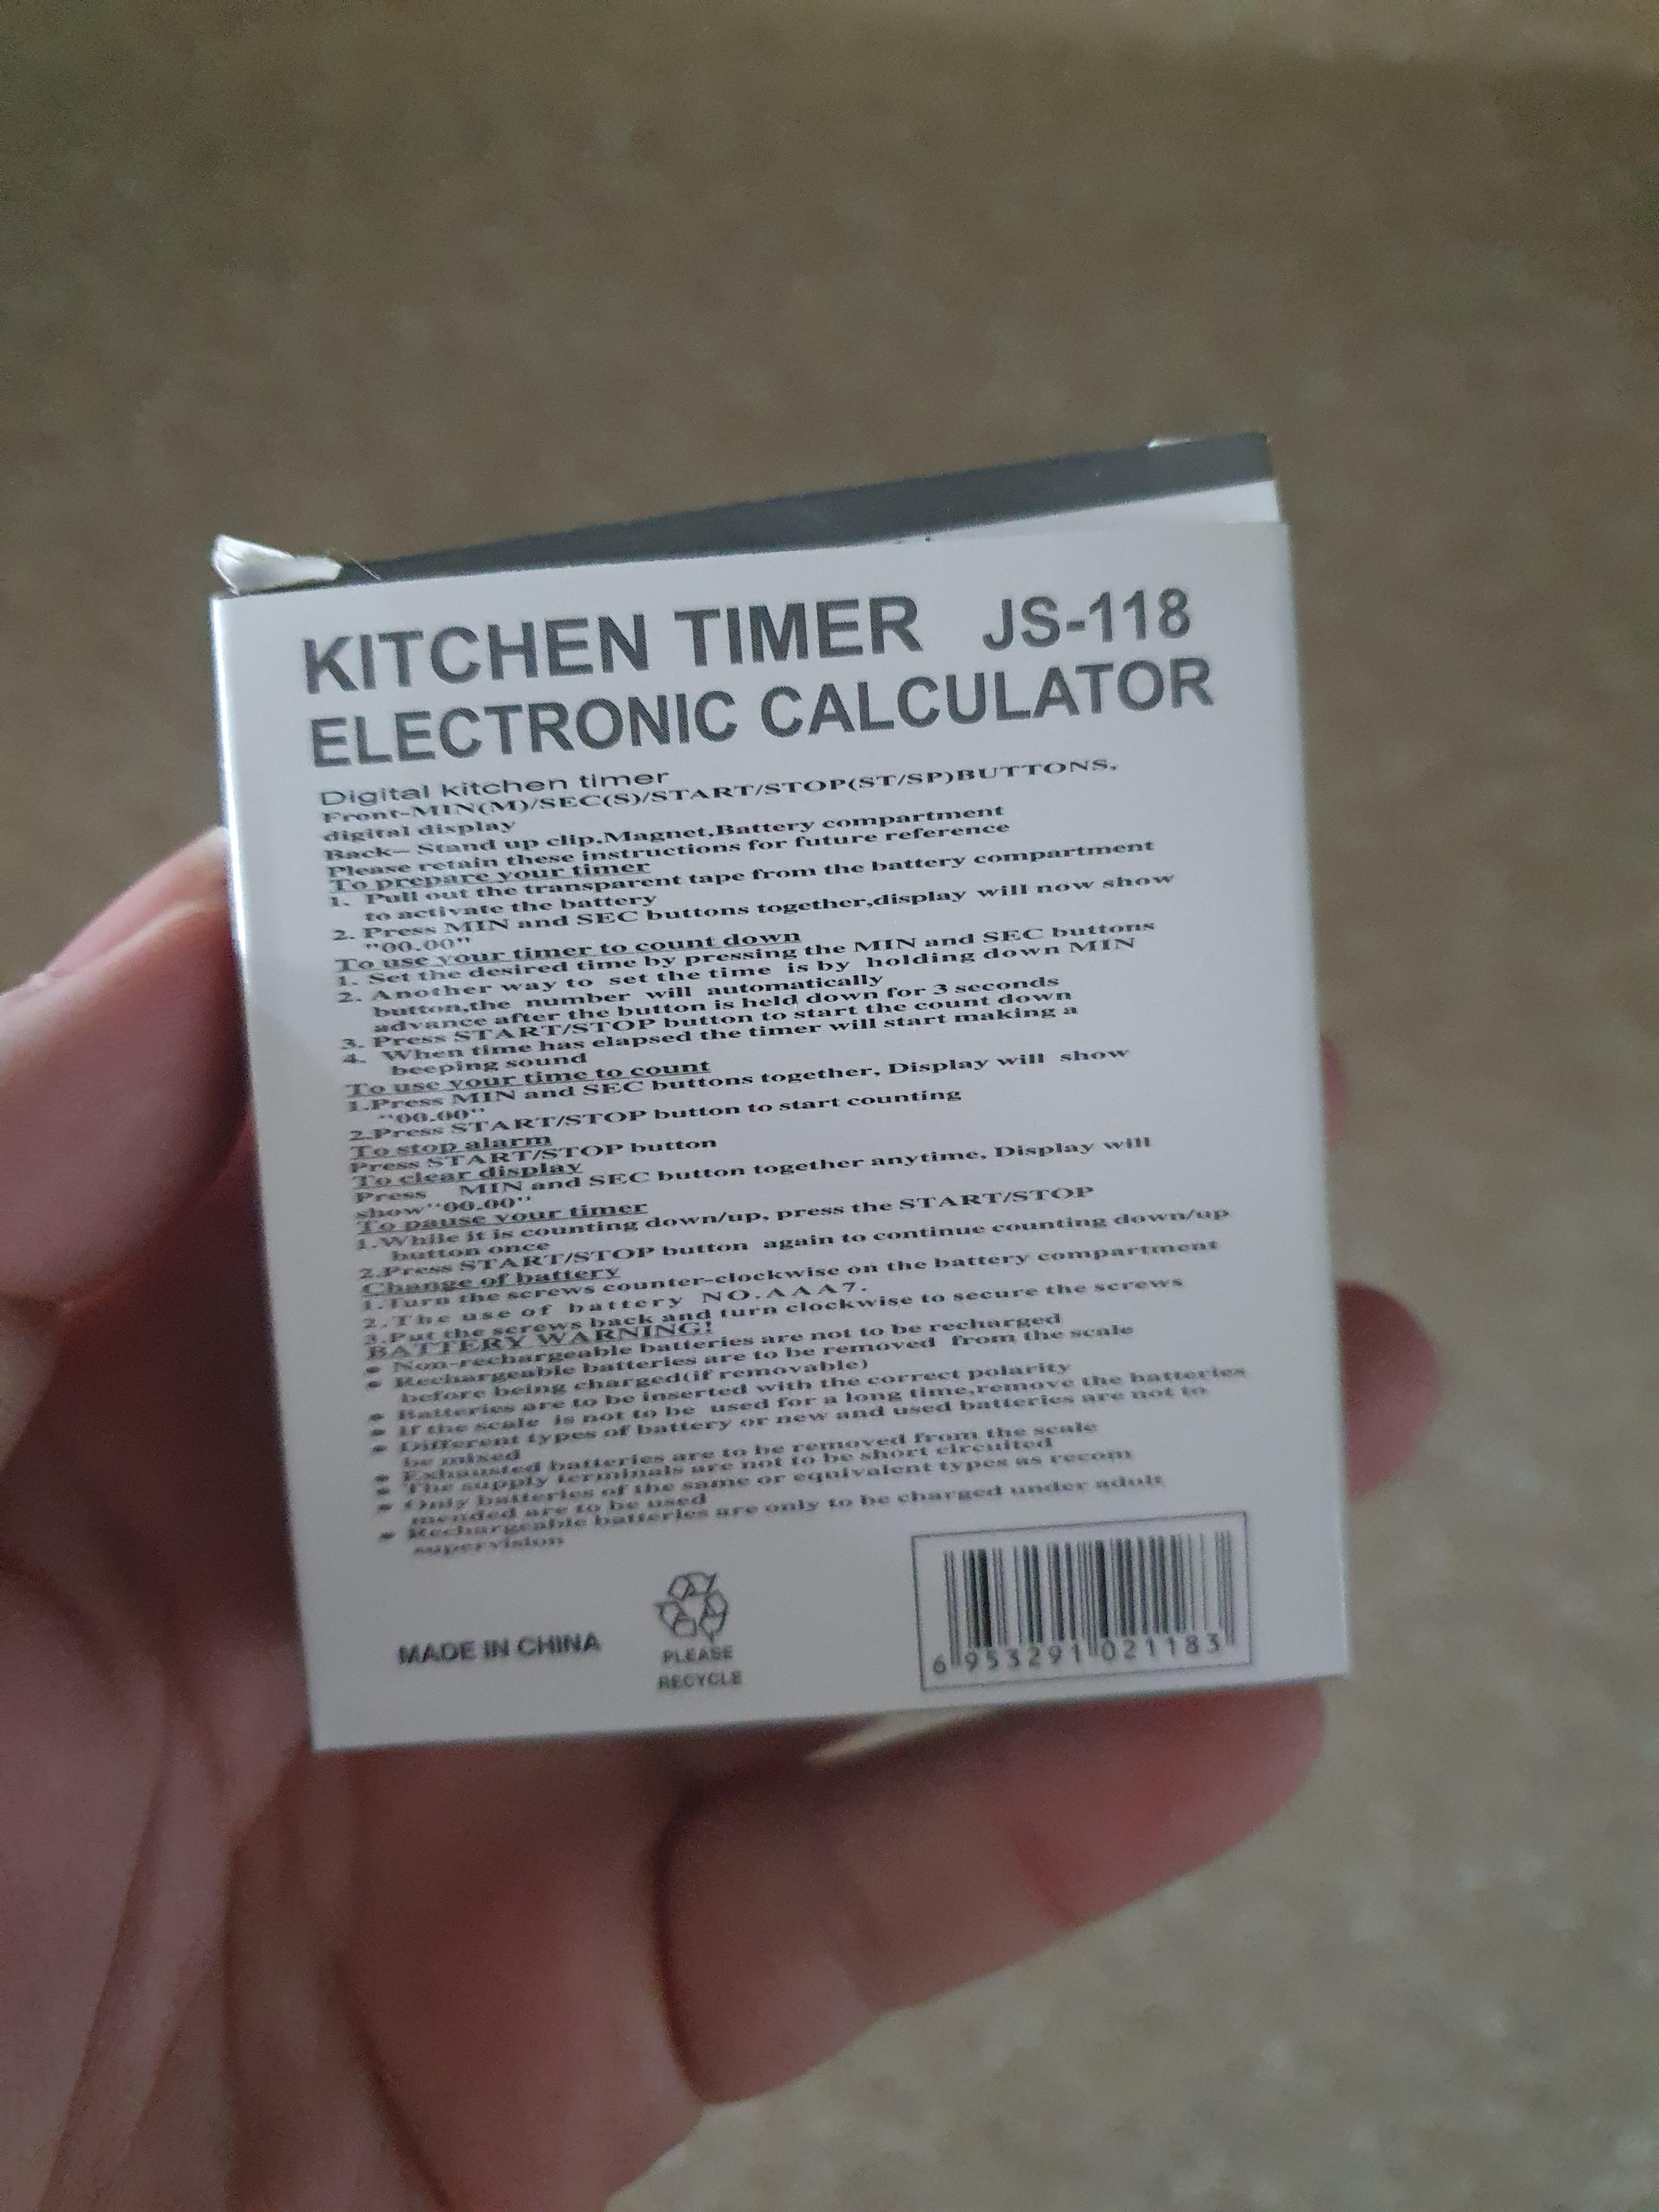 KITCHEN TIMER JS-118
ELECTRONIC CALCULATOR
Digital kitchen timer
Front-MIN(M)/SEC(S)/START/STOP(ST/SP)BUTTONS,
digital display
Back- Stand up clip,Magnet,Battery compartment
Please retain these instructions for future reference
To prepare your timer
1. Pull out the transparent tape from the battery compartment
to activate the battery
2. Press MIN and SEC buttons together,display will now show
"00.00"
To use your timer to count down
1. Set the desired time by pressing the MIN and SEC buttons
2. Another way to set the time is by holding down MIN
button,the number will automatically
advance after the button is held down for 3 seconds
3. Press START/STOP button to start the count down
4. When time has elapsed the timer will start making a
beeping sound
To use your time to count
1.Press MIN and SEC buttons together, Display will show
"00.00"
2.Press START/STOP button to start counting
To stop alarm
Press START/STOP button
To clear display
Press MIN and SEC button together anytime, Display will
show"00.00"
To pause your timer
1.While it is counting down/up, press the START/STOP
button once
2.Press START/STOP button again to continue counting down/up
Change of battery
1.Turn the screws counter-clockwise on the battery compartment
2.The use of battery NO.AAA7.
3.Put the screws back and turn clockwise to secure the screws
BATTERY WARNING!
• Non-rechargeable batteries are not to be recharged
• Rechargeable batteries are to be removed from the scale
before being charged(if removable)
• Batteries are to be inserted with the correct polarity
• If the scale is not to be used for a long time,remove the batteries
• Different types of battery or new and used batteries are not to
be mixed
• Exhausted batteries are to be removed from the scale
• The supply terminals are not to be short circuited
• Only batteries of the same or equivalent types as recom
mended are to be used
• Rechargeable batteries are only to be charged under adult
supervision
MADE IN CHINA
PLEASE
RECYCLE
6 953291 021183